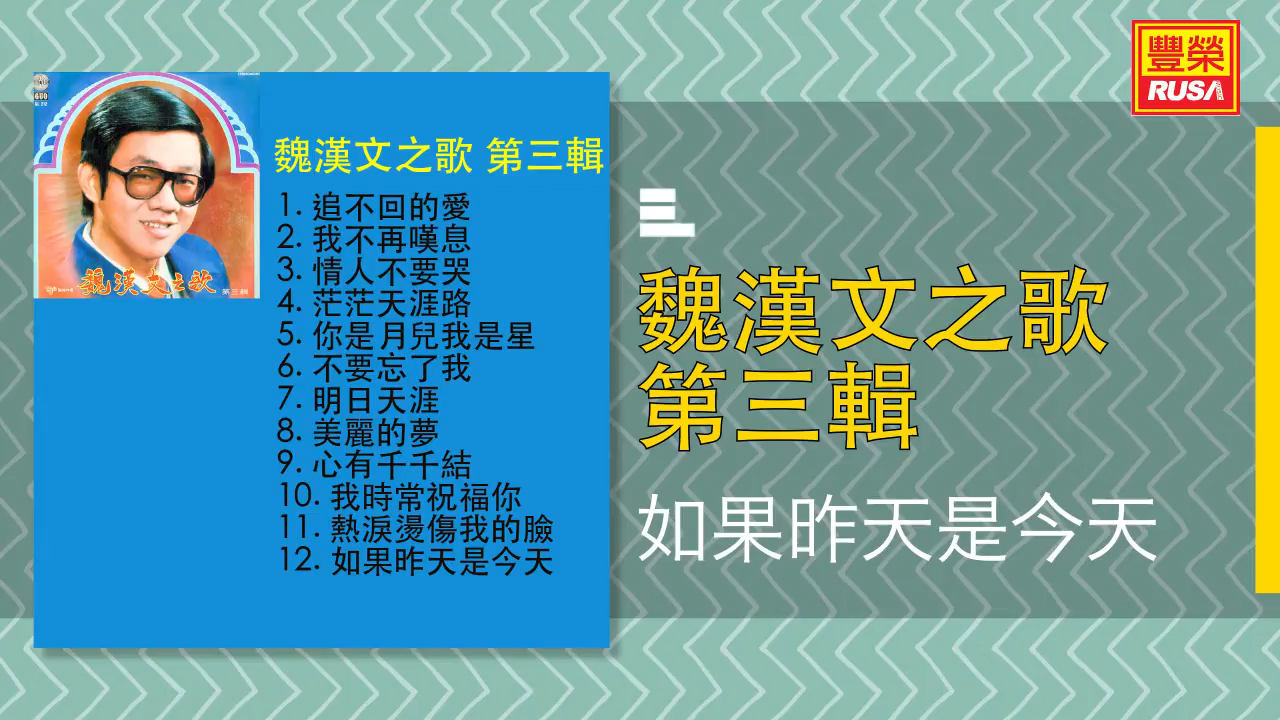 豐榮
RUSA
魏漢文之歌
第三輯
魏漢文之歌 第三輯
1. 追不回的愛
2. 我不再嘆息
3. 情人不要哭
4. 茫茫天涯路
5. 你是月兒我是星
6. 不要忘了我
7. 明日天涯
8. 美麗的夢
9. 心有千千結
10. 我時常祝福你
11. 熱淚燙傷我的臉
12. 如果昨天是今天
魏漢文之歌
第三輯
如果昨天是今天